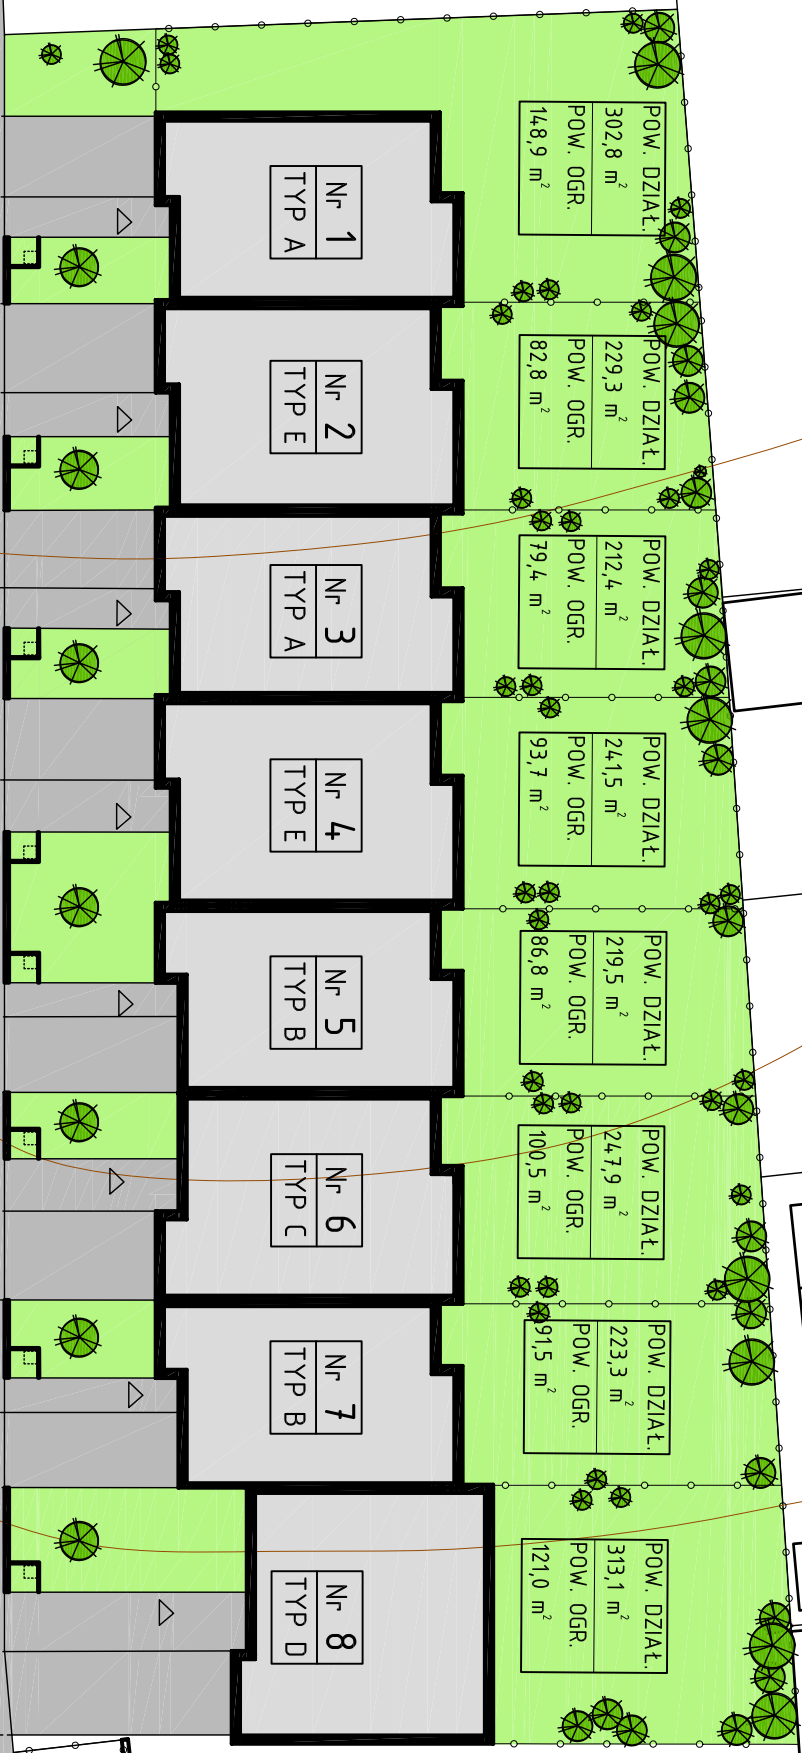 Nr 1
TYP A
POW. DZIAŁ.
302,8 m²
POW. OGR.
148,9 m²
Nr 2
TYP E
POW. DZIAŁ.
229,3 m²
POW. OGR.
82,8 m²
Nr 3
TYP A
POW. DZIAŁ.
212,4 m²
POW. OGR.
79,4 m²
Nr 4
TYP E
POW. DZIAŁ.
241,5 m²
POW. OGR.
93,7 m²
Nr 5
TYP B
POW. DZIAŁ.
219,5 m²
POW. OGR.
86,8 m²
Nr 6
TYP C
POW. DZIAŁ.
247,9 m²
POW. OGR.
100,5 m²
Nr 7
TYP B
POW. DZIAŁ.
223,3 m²
POW. OGR.
91,5 m²
Nr 8
TYP D
POW. DZIAŁ.
313,1 m²
POW. OGR.
121,0 m²